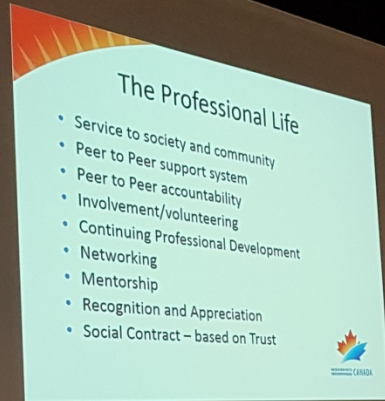 The Professional Life
• Service to society and community
• Peer to Peer support system
• Peer to Peer accountability
• Involvement/volunteering
• Continuing Professional Development
• Networking
• Mentorship
• Recognition and Appreciation
• Social Contract – based on Trust
CANADA